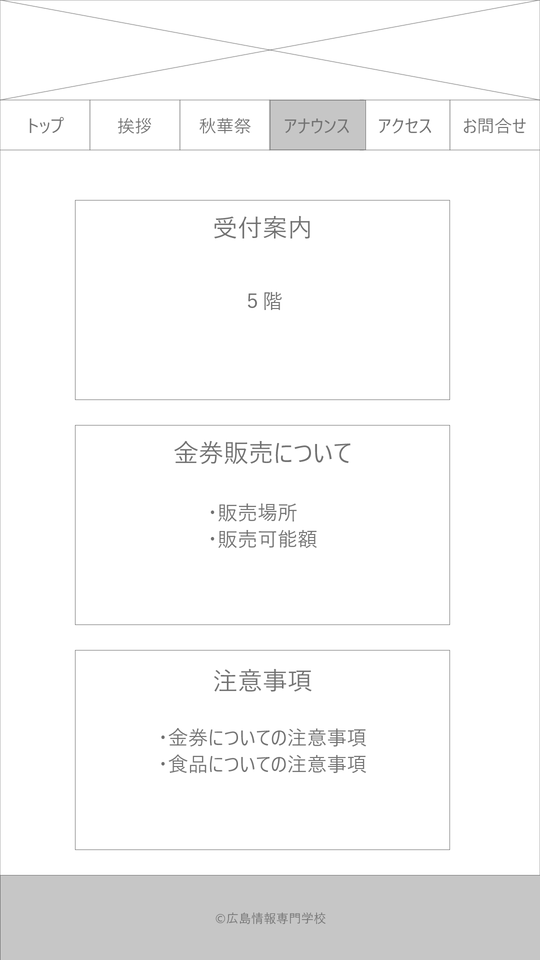 トップ
挨拶
秋華祭
アナウンス
アクセス
お問合せ
受付案内
5階
金券販売について
・販売場所
・販売可能額
注意事項
・金券についての注意事項
・食品についての注意事項
©広島情報専門学校